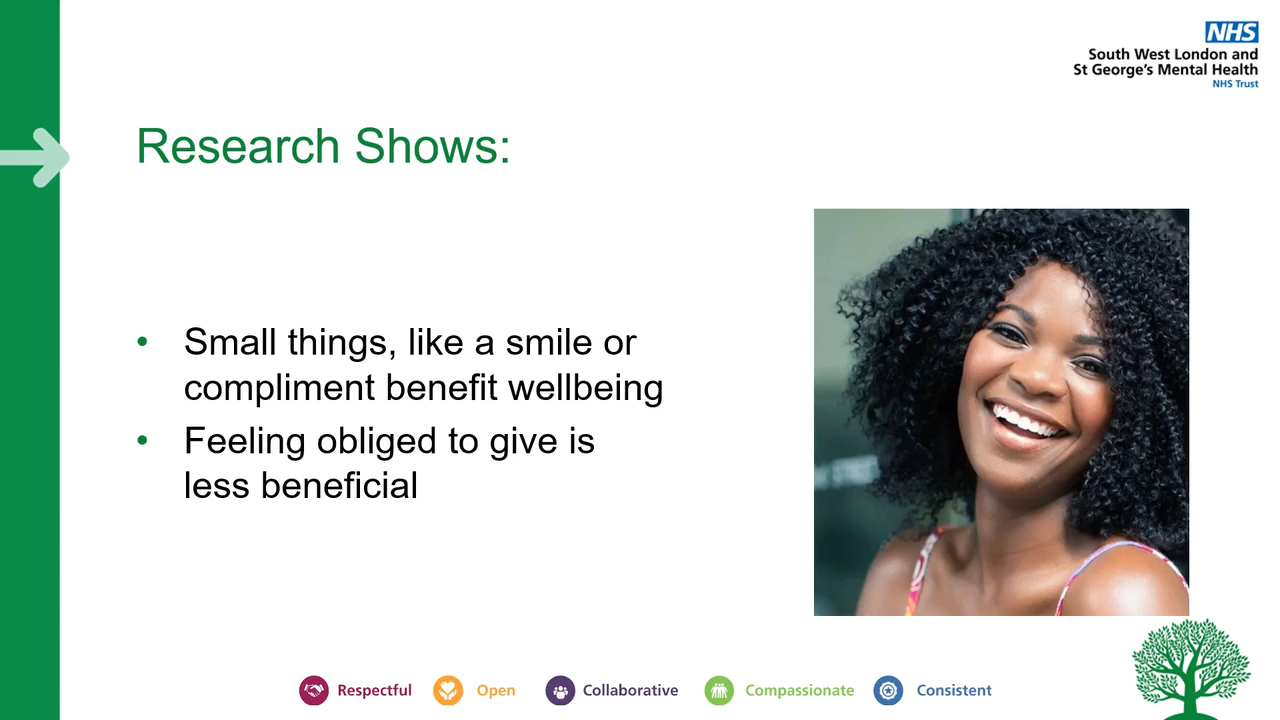 NHS
South West London and
St George's Mental Health
NHS Trust
Research Shows:
• Small things, like a smile or
compliment benefit wellbeing
• Feeling obliged to give is
less beneficial
Respectful
Open
Collaborative
Compassionate
Consistent